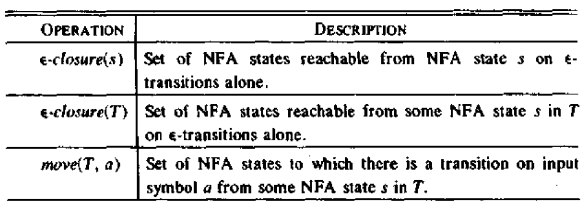 OPERATION DESCRIPTION
ϵ-closure(s) Set of NFA states reachable from NFA state s on ϵ-
transitions alone.
ϵ-closure(T) Set of NFA states reachable from some NFA state s in T
on ϵ-transitions alone.
move(T, a) Set of NFA states to which there is a transition on input
symbol a from some NFA state s in T.